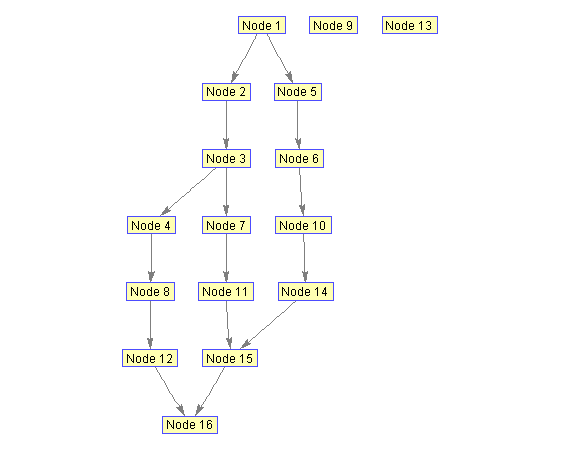 Node 1 Node 9 Node 13
Node 2 Node 5
Node 3 Node 6
Node 4 Node 7 Node 10
Node 8 Node 11 Node 14
Node 12 Node 15
Node 16